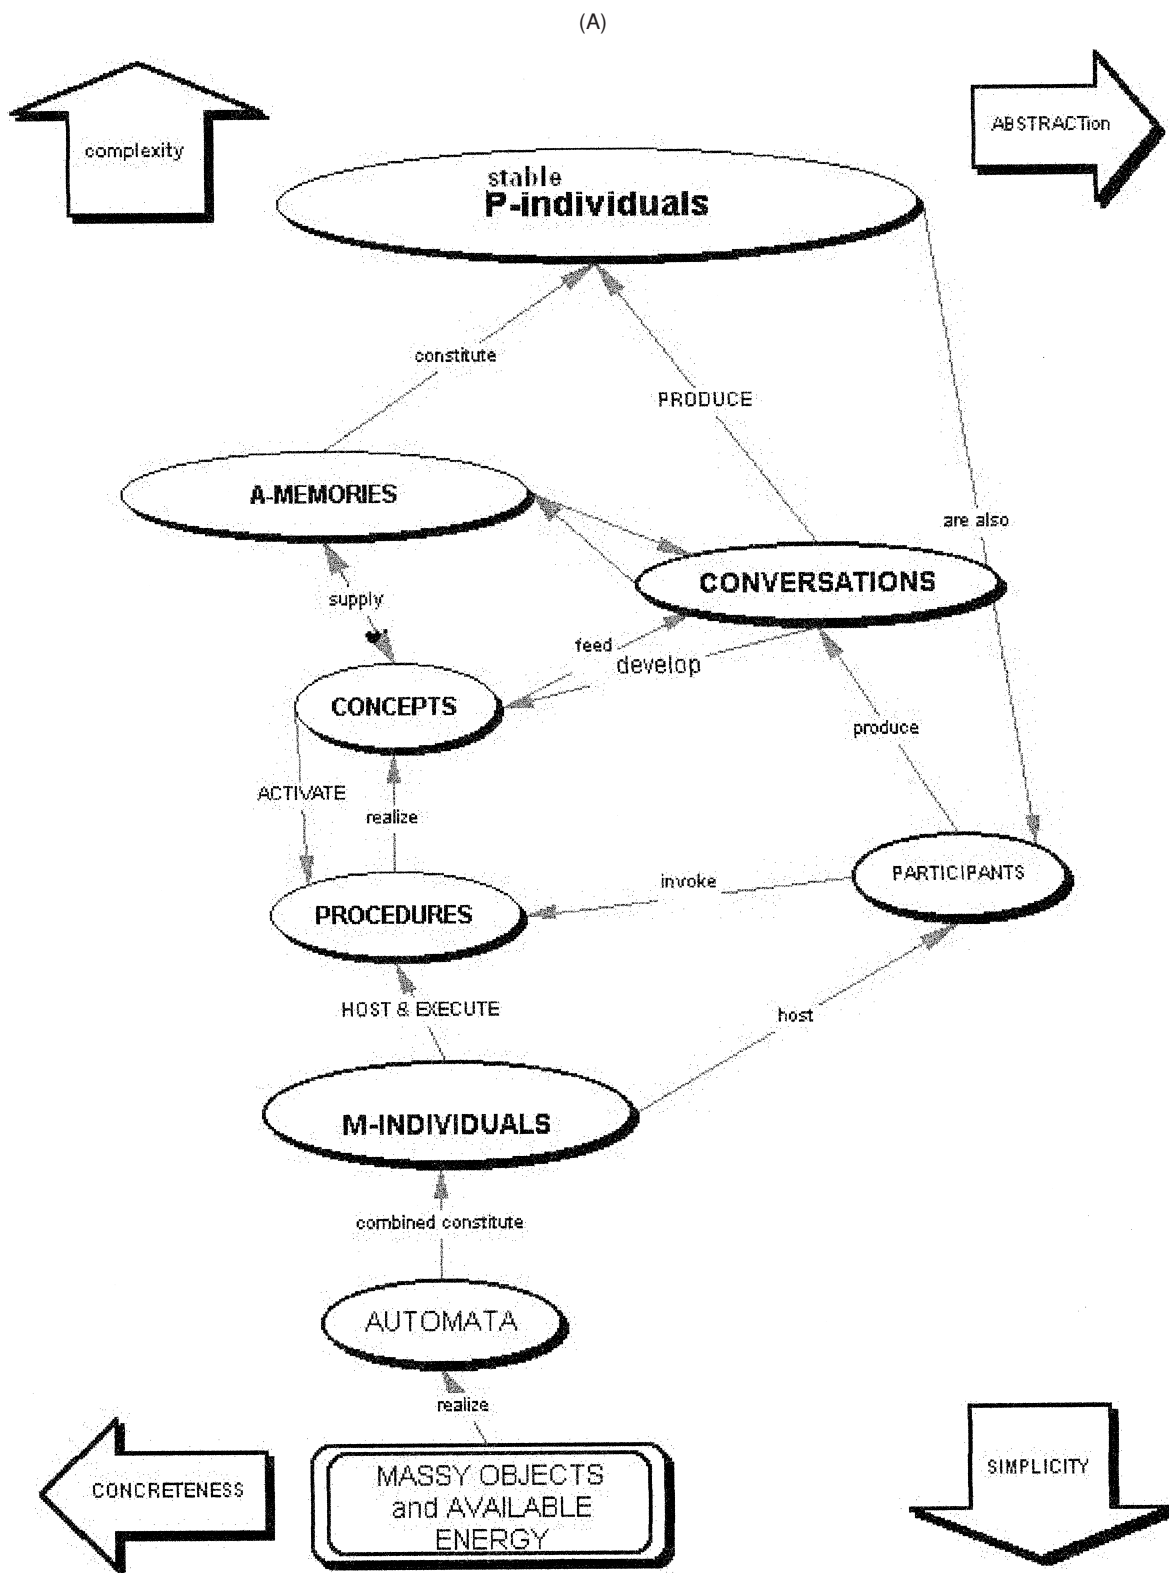 (A)
complexity
ABSTRACTion
stable
P-individuals
constitute
PRODUCE
A-MEMORIES
are also
CONVERSATIONS
supply
feed
develop
CONCEPTS
produce
ACTIVATE
realize
PARTICIPANTS
invoke
PROCEDURES
HOST & EXECUTE
host
M-INDIVIDUALS
combined constitute
AUTOMATA
realize
CONCRETENESS
MASSY OBJECTS
and AVAILABLE
ENERGY
SIMPLICITY